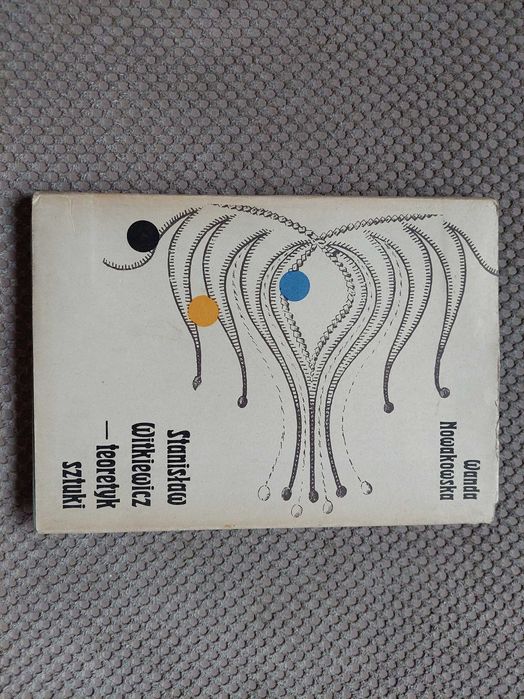 Wanda
Nowakowska
Stanisław
Witkiewicz
— teoretyk
sztuki